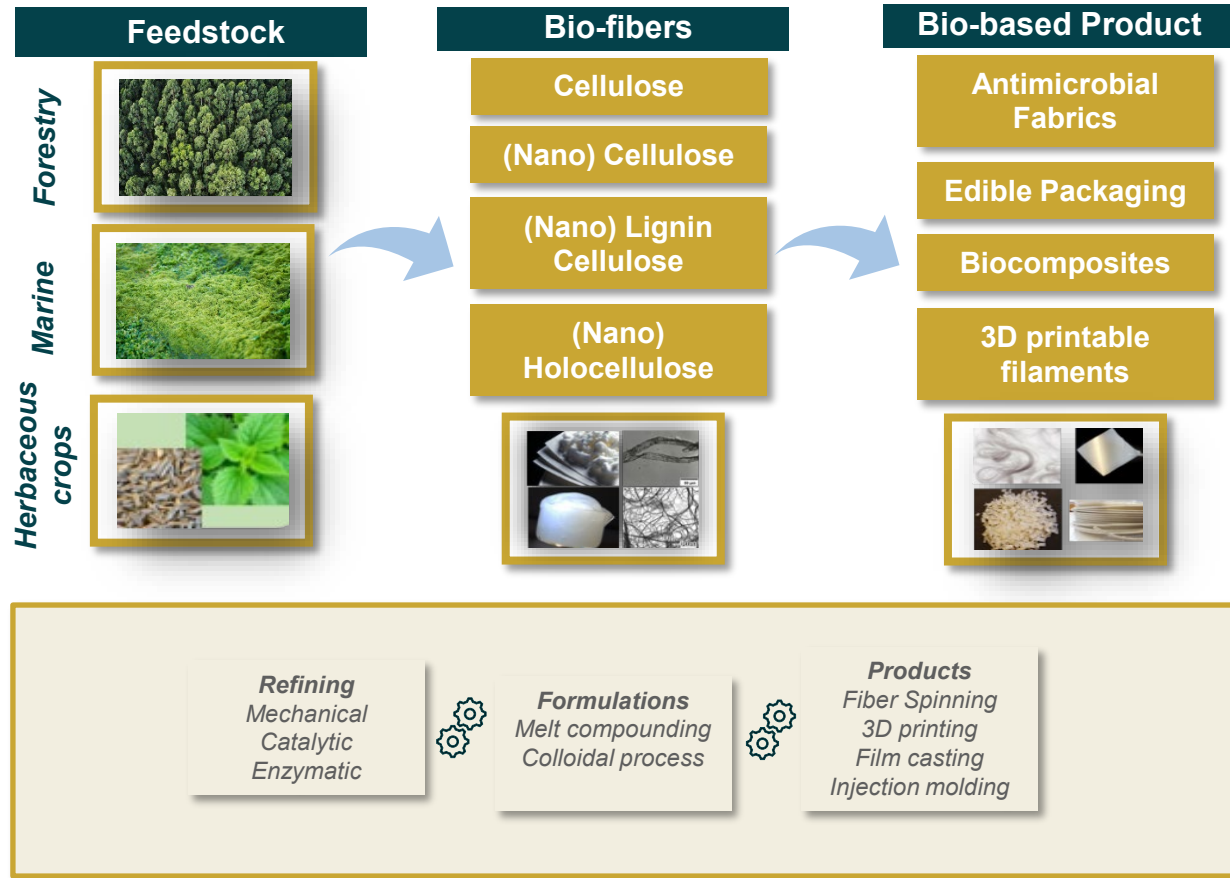 Feedstock
Forestry
Marine
Herbaceous
crops
Bio-fibers
Cellulose
(Nano) Cellulose
(Nano) Lignin
Cellulose
(Nano)
Holocellulose
Bio-based Product
Antimicrobial
Fabrics
Edible Packaging
Biocomposites
3D printable
filaments
Refining
Mechanical
Catalytic
Enzymatic
Formulations
Melt compounding
Colloidal process
Products
Fiber Spinning
3D printing
Film casting
Injection molding